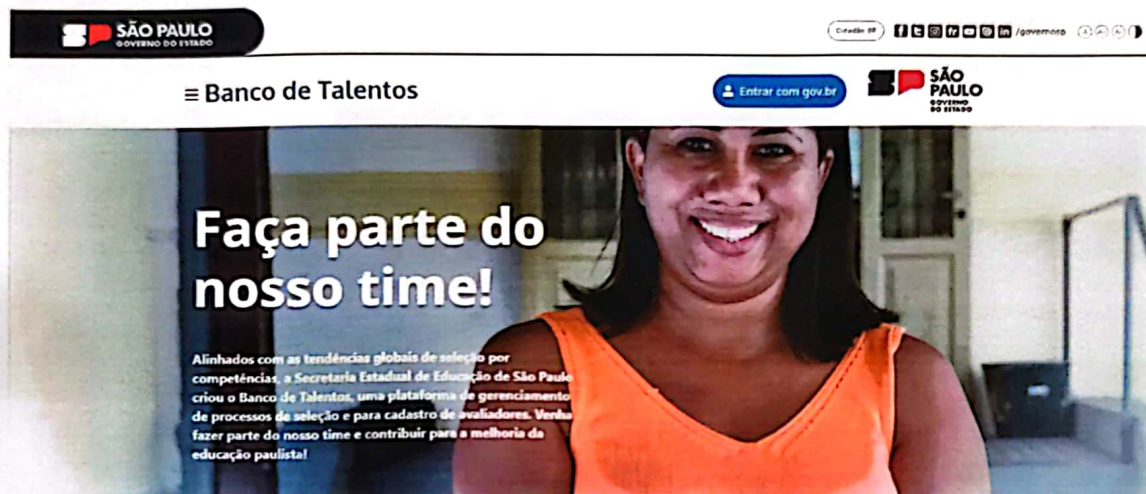 SÃO PAULO
GOVERNO DO ESTADO
Cidadão SP
/governosp
Banco de Talentos
Entrar com gov.br
SÃO
PAULO
GOVERNO
DO ESTADO
Faça parte do
nosso time!
Alinhados com as tendências globais de seleção por
competências, a Secretaria Estadual de Educação de São Paulo
criou o Banco de Talentos, uma plataforma de gerenciamento
de processos de seleção e para cadastro de avaliadores. Venha
fazer parte do nosso time e contribuir para a melhoria da
educação paulista!